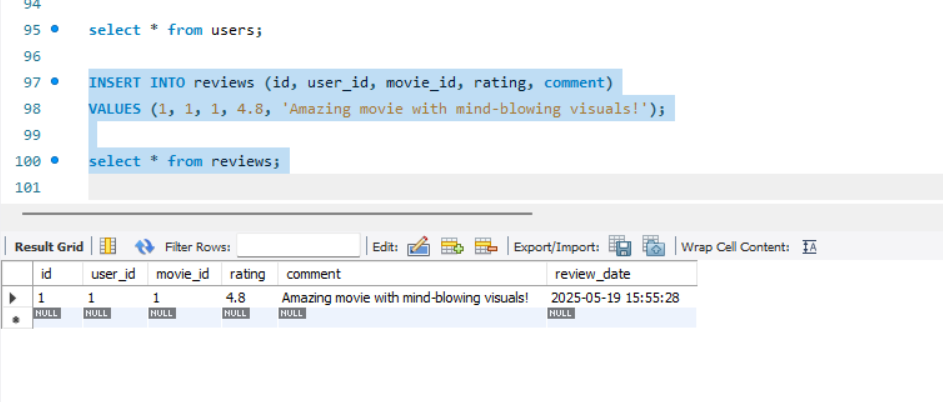 94
95 select * from users;
96
97 INSERT INTO reviews (id, user_id, movie_id, rating, comment)
98 VALUES (1, 1, 1, 4.8, 'Amazing movie with mind-blowing visuals!');
99
100 select * from reviews;
101
Result Grid Filter Rows: Edit: Export/Import: Wrap Cell Content: IA
id user_id movie_id rating comment review_date
1 1 1 4.8 Amazing movie with mind-blowing visuals! 2025-05-19 15:55:28
NULL NULL NULL NULL NULL NULL